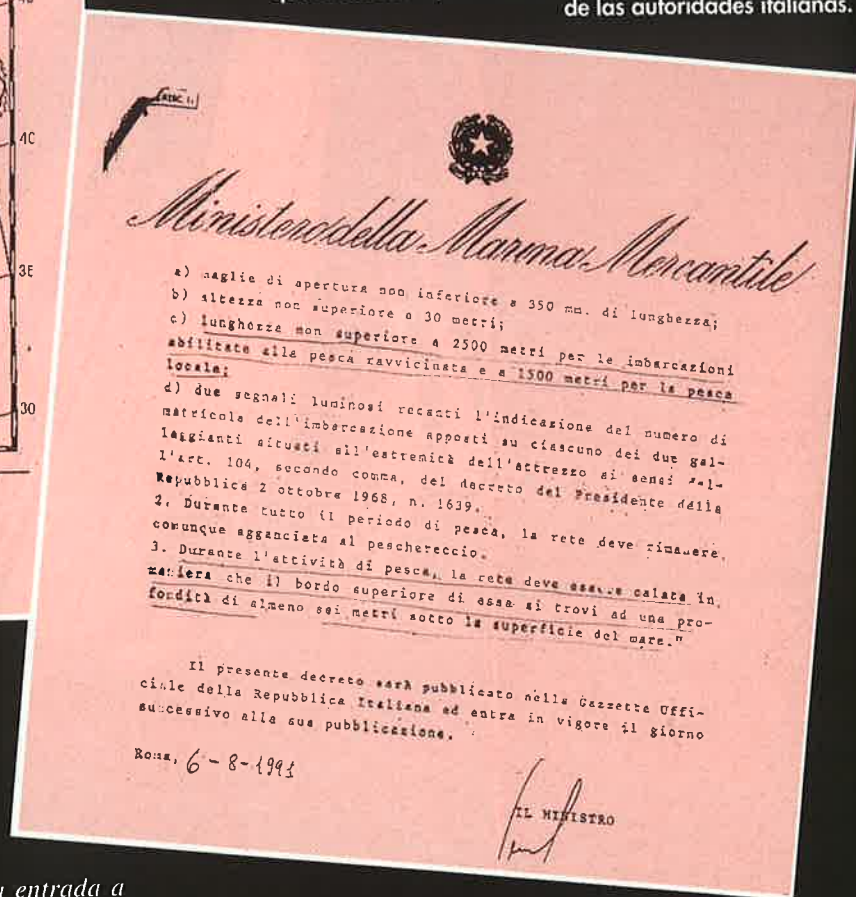 de las autoridades italianas.
40
35
30
Ministero della Marina Mercantile
a) maglie di apertura non inferiore a 350 mm. di lunghezza;
b) altezza non superiore a 30 metri;
c) lunghezza non superiore a 2500 metri per le imbarcazioni
abilitate alla pesca ravvicinata e a 1500 metri per la pesca
locale;
d) due segnali luminosi recanti l'indicazione del numero di
matricola dell'imbarcazione apposti su ciascuno dei due gal-
leggianti situati all'estremità dell'attrezzo ai sensi del-
l'art. 104, secondo comma, del decreto del Presidente della
Repubblica 2 ottobre 1968, n. 1639.
2. Durante tutto il periodo di pesca, la rete deve rimanere,
comunque agganciata al peschereccio.
3. Durante l'attività di pesca, la rete deve essere calata in
maniera che il bordo superiore di essa si trovi ad una pro-
fondità di almeno sei metri sotto la superficie del mare."
Il presente decreto sarà pubblicato nella Gazzetta Uffi-
ciale della Repubblica Italiana ed entra in vigore il giorno
successivo alla sua pubblicazione.
Roma, 6-8-1991
IL MINISTRO
entrada a